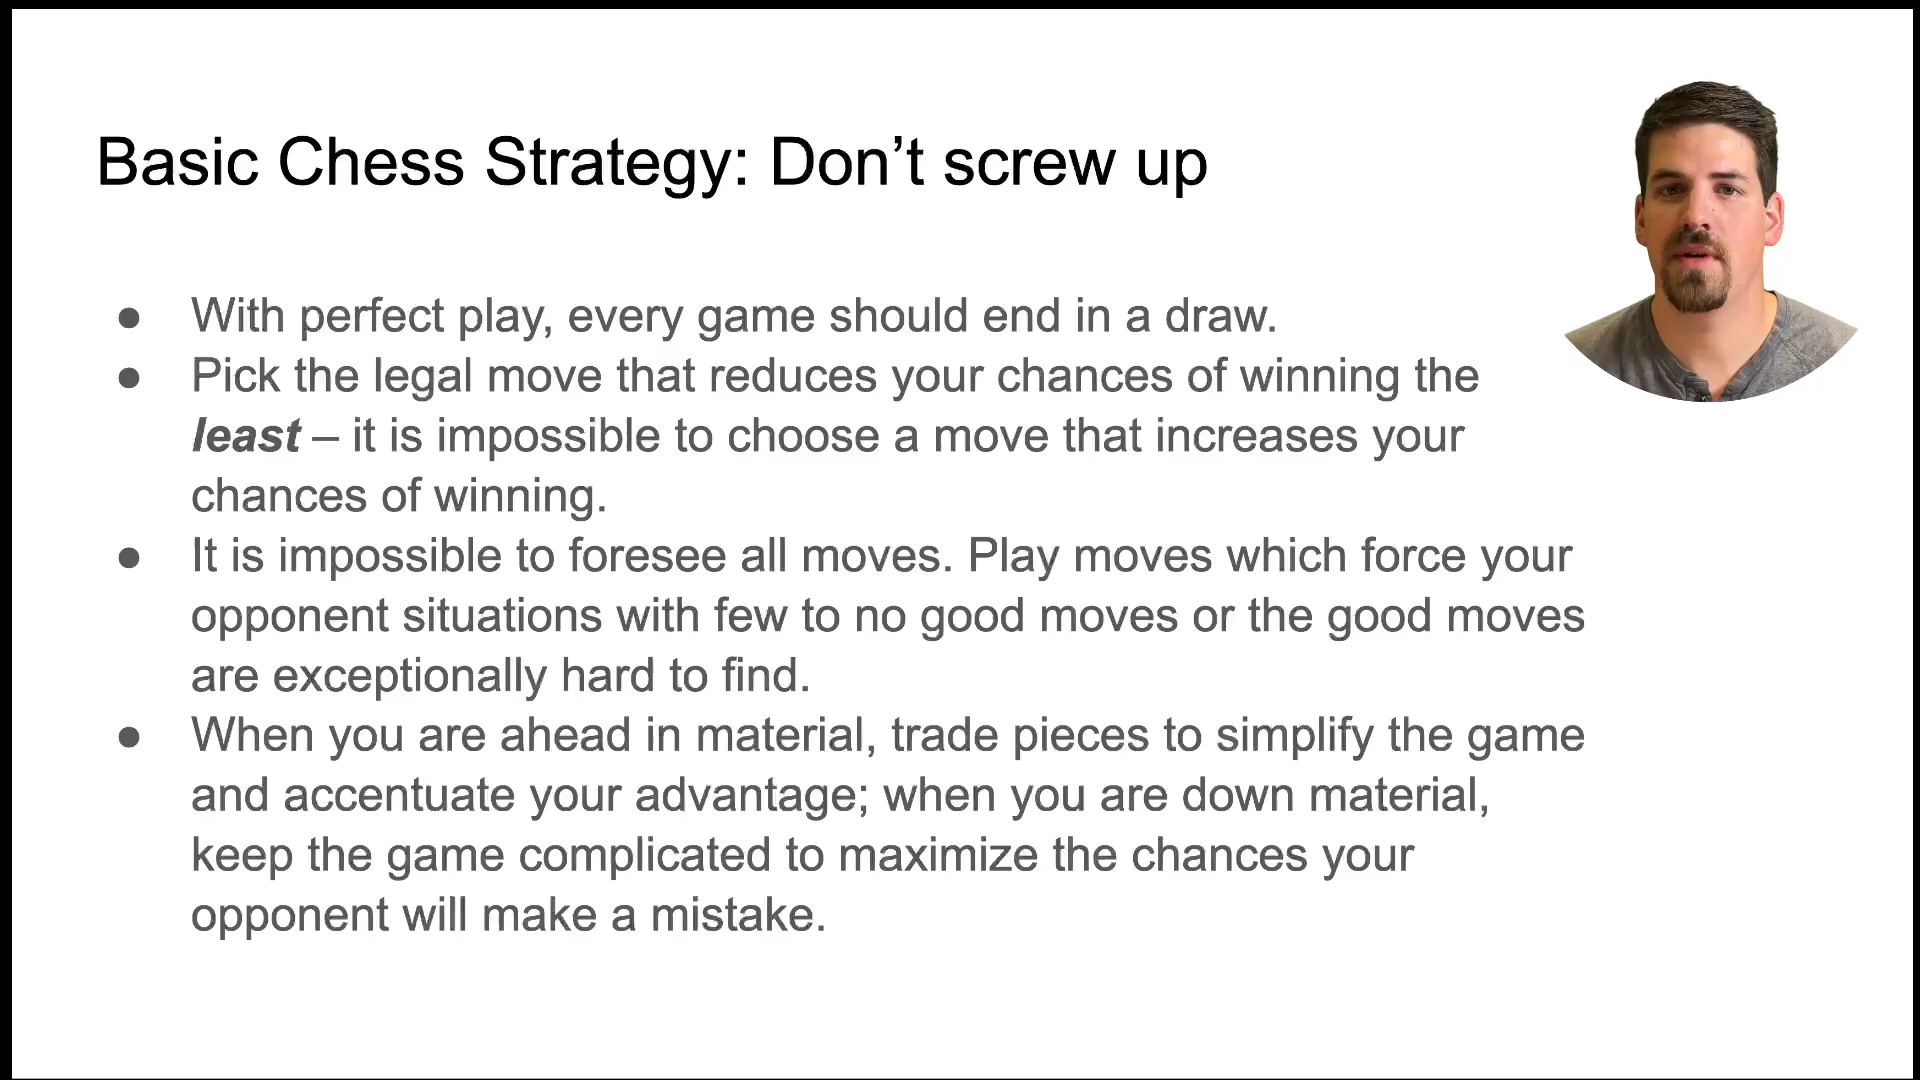 Basic Chess Strategy: Don’t screw up
● With perfect play, every game should end in a draw.
● Pick the legal move that reduces your chances of winning the
least – it is impossible to choose a move that increases your
chances of winning.
● It is impossible to foresee all moves. Play moves which force your
opponent situations with few to no good moves or the good moves
are exceptionally hard to find.
● When you are ahead in material, trade pieces to simplify the game
and accentuate your advantage; when you are down material,
keep the game complicated to maximize the chances your
opponent will make a mistake.